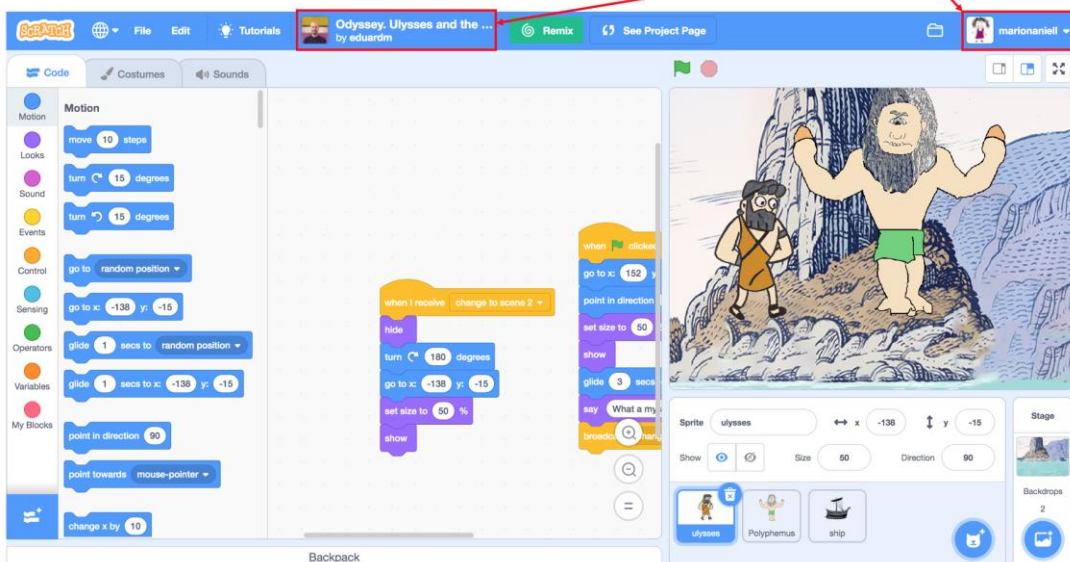 SCRATCH
File Edit Tutorials
Odyssey. Ulysses and the ...
by eduardm
Remix
See Project Page
marionaniell
Code Costumes Sounds
Motion
Looks
Sound
Events
Control
Sensing
Operators
Variables
My Blocks
Motion
move 10 steps
turn 15 degrees
turn 15 degrees
go to random position
go to x: -138 y: -15
glide 1 secs to random position
glide 1 secs to x: -138 y: -15
point in direction 90
point towards mouse-pointer
change x by 10
when I receive change to scene 2
hide
turn 180 degrees
go to x: -138 y: -15
set size to 50 %
show
when clicked
go to x: 152 y
point in direction
set size to 50
show
glide 3 secs
say What a my
Sprite ulysses x -138 y -15
Show Size 50 Direction 90
ulysses Polyphemus ship
Stage
Backdrops
2
Backpack